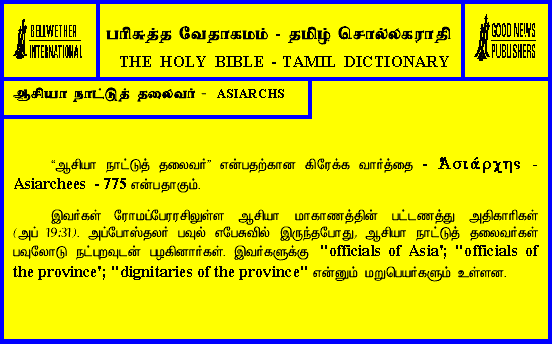 BELLWETHER
INTERNATIONAL
பரிசுத்த வேதாகமம் - தமிழ் சொல்லகராதி
THE HOLY BIBLE - TAMIL DICTIONARY
GOOD NEWS
PUBLISHERS
ஆசியா நாட்டுத் தலைவர் - ASIARCHS
“ஆசியா நாட்டுத் தலைவர்” என்பதற்கான கிரேக்க வார்த்தை - Ἀσιάρχης -
Asiarchees - 775 என்பதாகும்.
இவர்கள் ரோமப்பேரரசிலுள்ள ஆசியா மாகாணத்தின் பட்டணத்து அதிகாரிகள்
(அப் 19:31). அப்போஸ்தலர் பவுல் எபேசுவில் இருந்தபோது, ஆசியா நாட்டுத் தலைவர்கள்
பவுலோடு நட்புறவுடன் பழகினார்கள். இவர்களுக்கு "officials of Asia"; "officials of
the province"; "dignitaries of the province" என்னும் மறுபெயர்களும் உள்ளன.